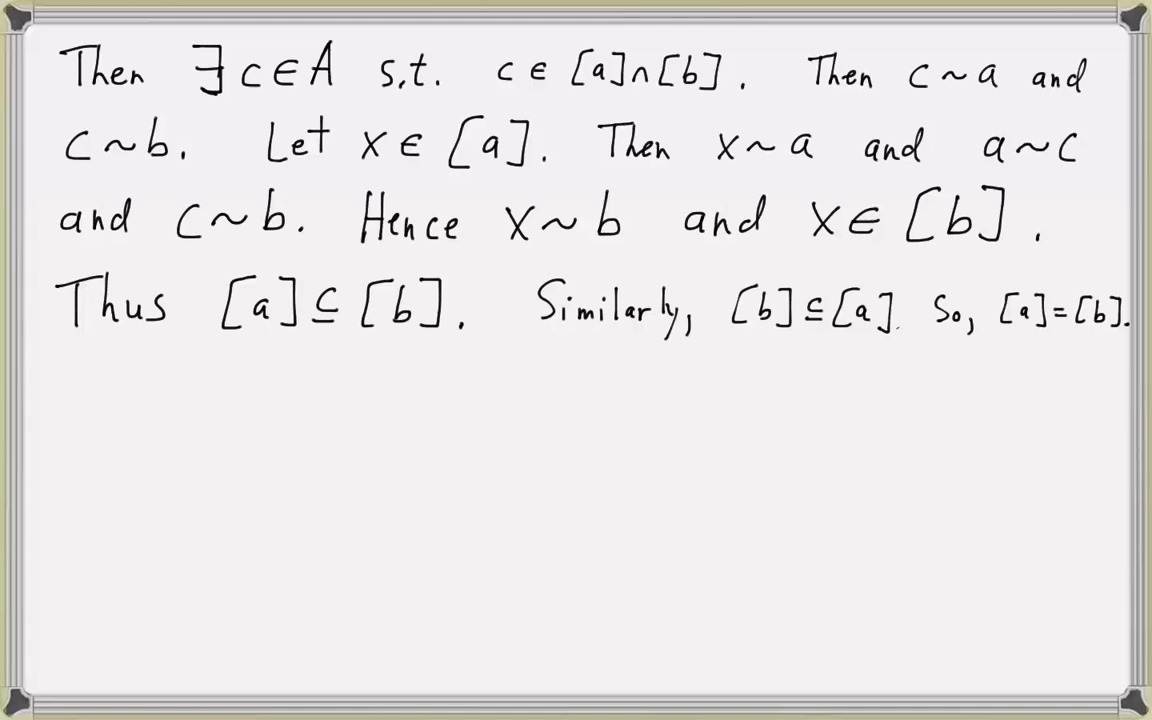 Then ∃ c ∈ A s.t. c ∈ [a]∩[b]. Then c ~ a and
c ~ b. Let x ∈ [a]. Then x ~ a and a ~ c
and c ~ b. Hence x ~ b and x ∈ [b].
Thus [a] ⊆ [b]. Similarly, [b] ⊆ [a]. So, [a] = [b].